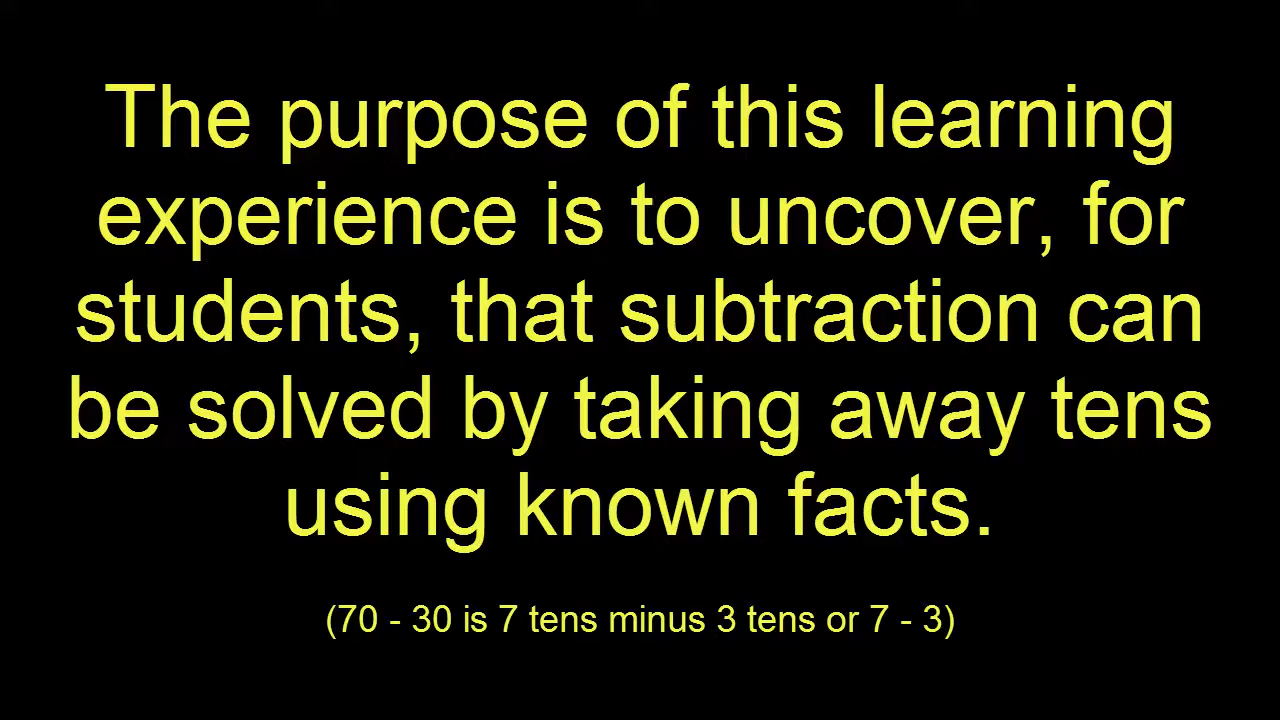 The purpose of this learning
experience is to uncover, for
students, that subtraction can
be solved by taking away tens
using known facts.
(70 - 30 is 7 tens minus 3 tens or 7 - 3)